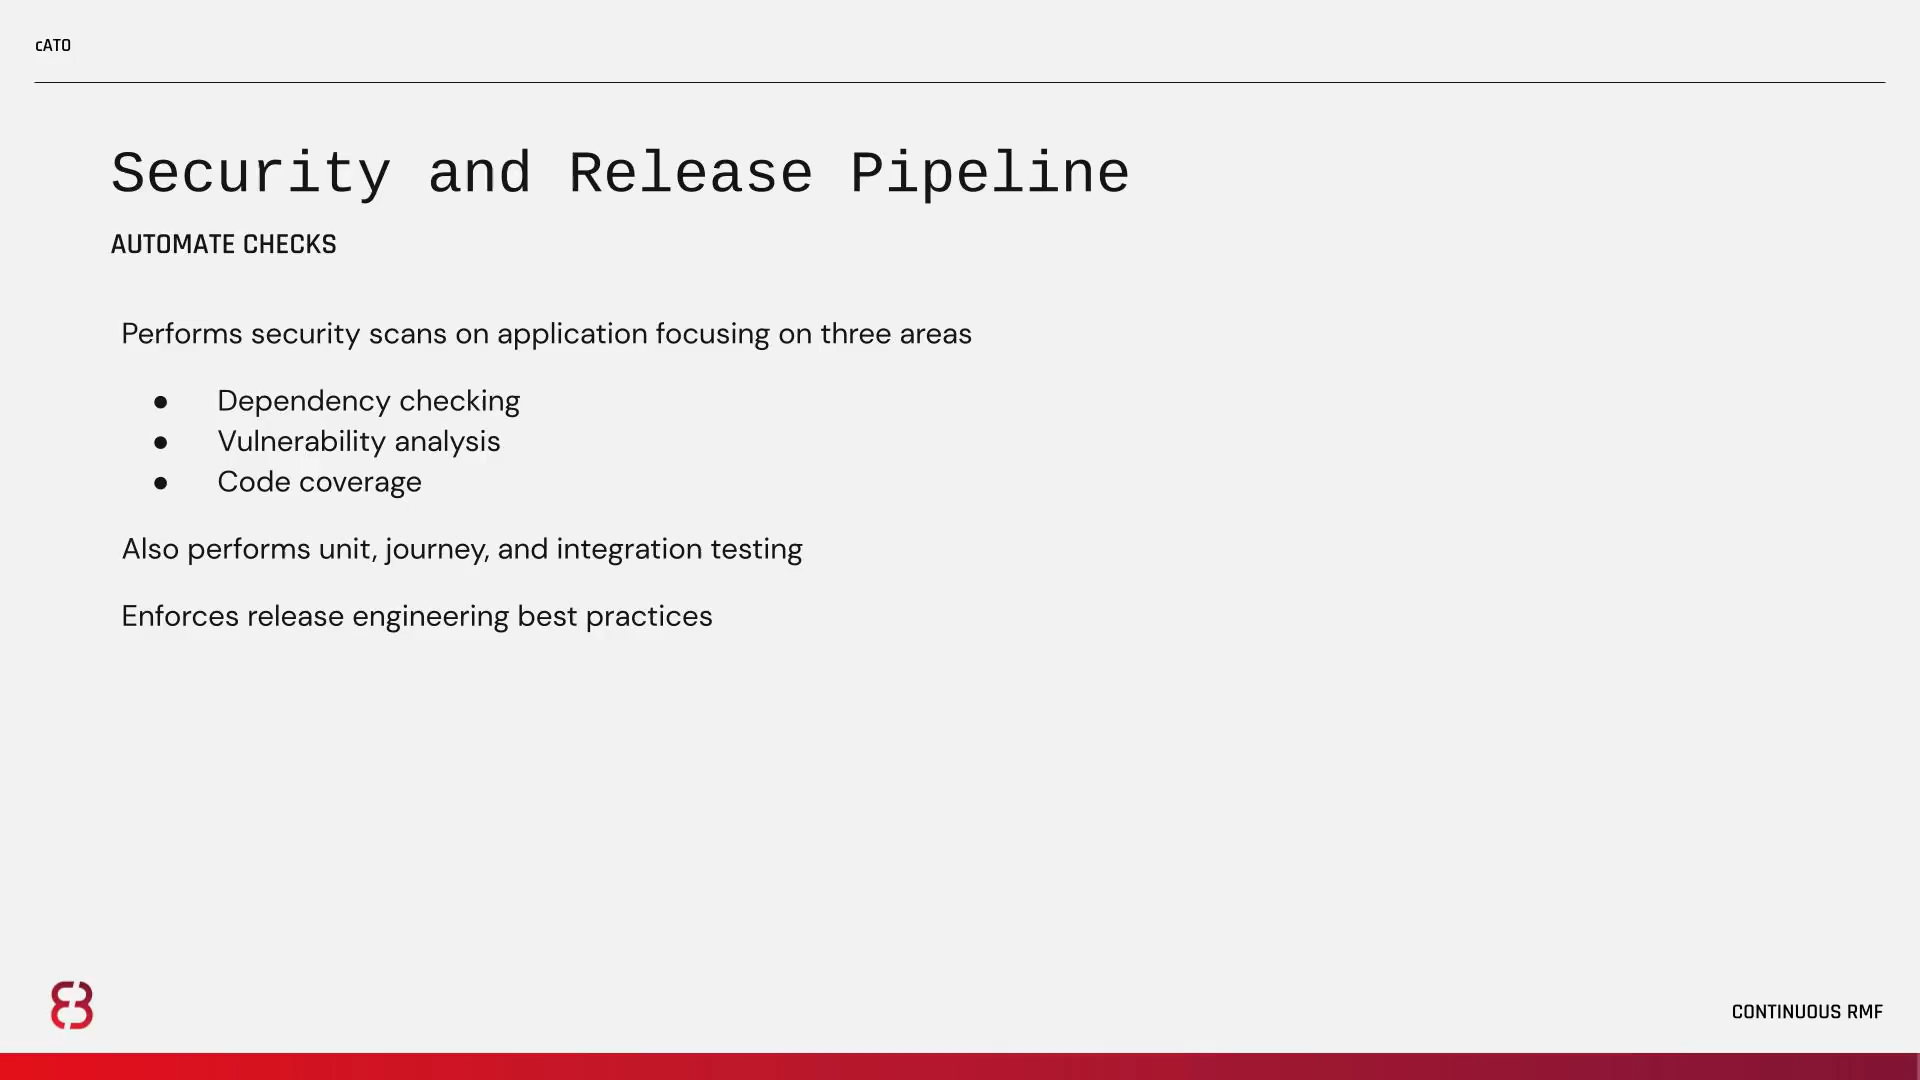 cATO
Security and Release Pipeline
AUTOMATE CHECKS
Performs security scans on application focusing on three areas
● Dependency checking
● Vulnerability analysis
● Code coverage
Also performs unit, journey, and integration testing
Enforces release engineering best practices
CONTINUOUS RMF